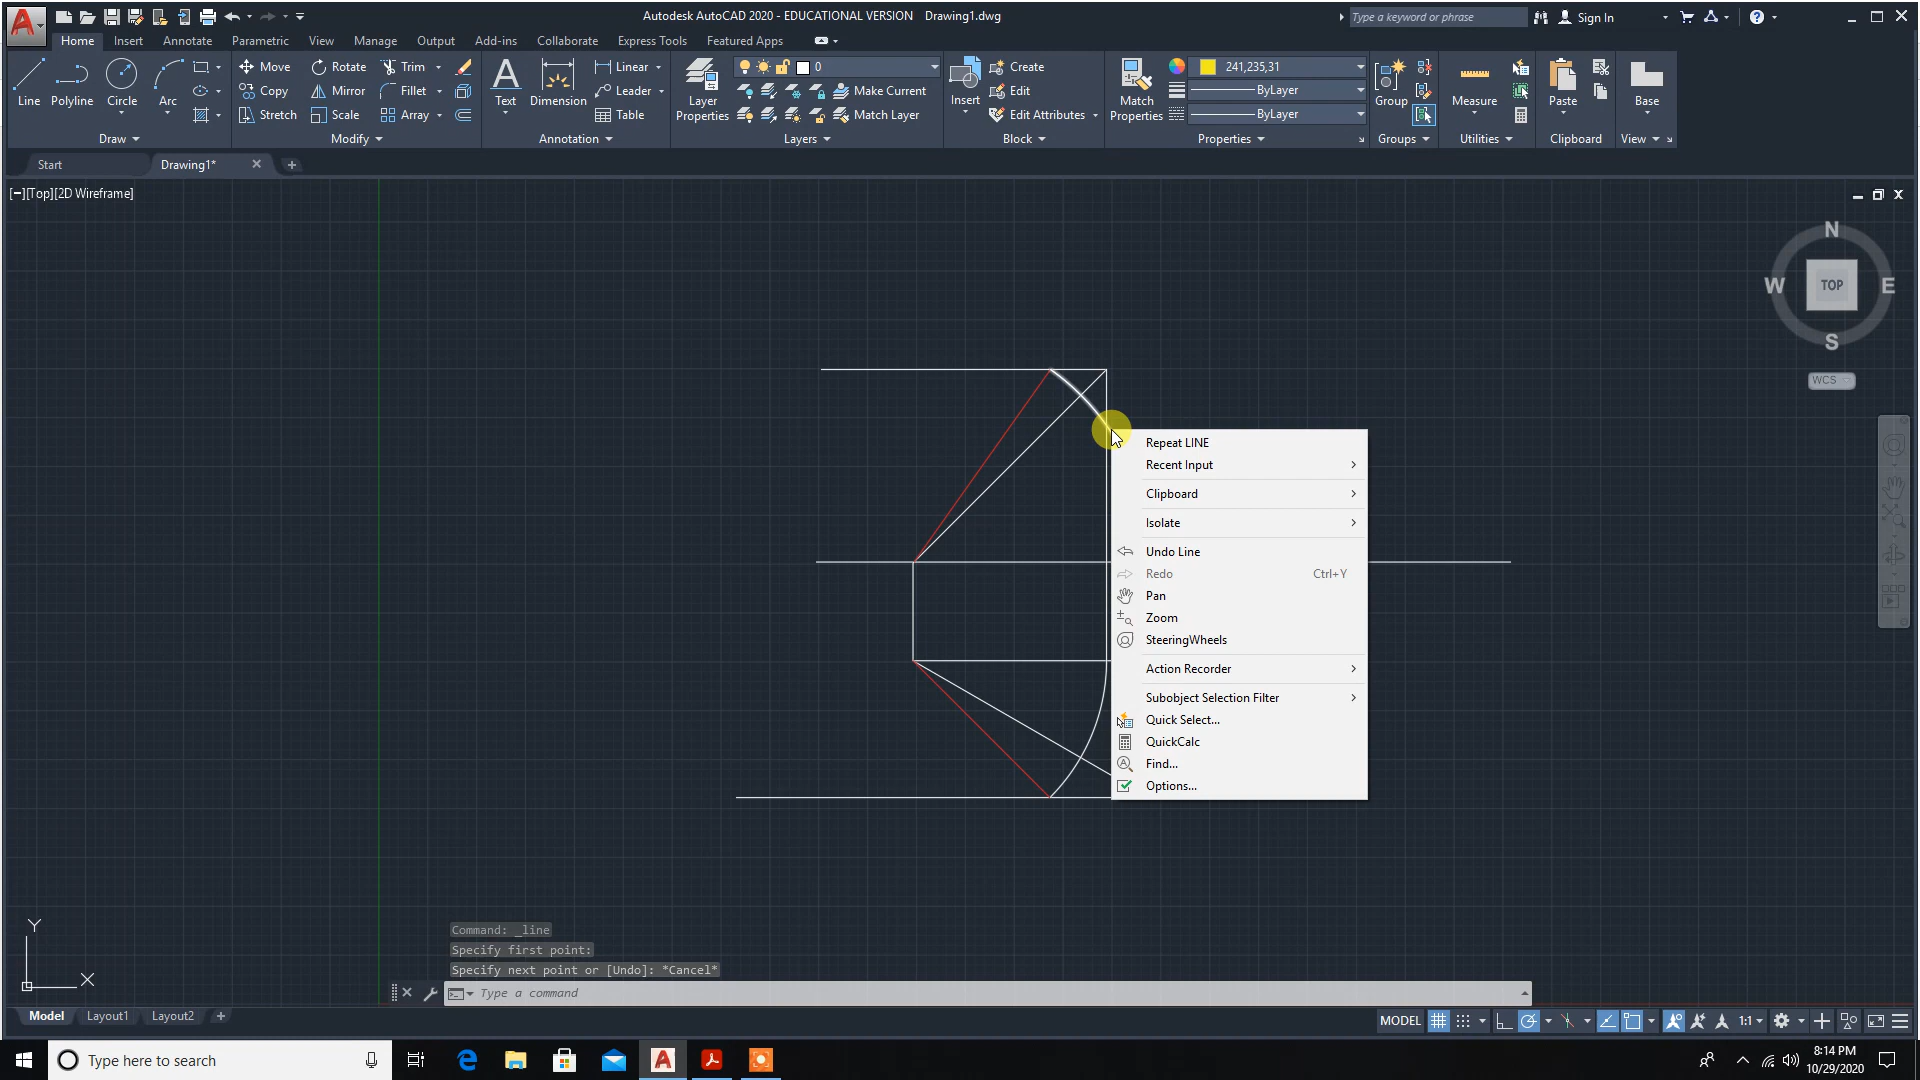 Autodesk AutoCAD 2020 - EDUCATIONAL VERSION Drawing1.dwg
Type a keyword or phrase
Sign In
Home Insert Annotate Parametric View Manage Output Add-ins Collaborate Express Tools Featured Apps
Line Polyline Circle Arc
Move Rotate Trim
Copy Mirror Fillet
Stretch Scale Array
Text Dimension
Linear
Leader
Table
Layer Properties
0
Make Current
Match Layer
Insert
Create
Edit
Edit Attributes
Match Properties
241,235,31
ByLayer
ByLayer
Group
Measure
Paste
Base
Draw Modify Annotation Layers Block Properties Groups Utilities Clipboard View
Start Drawing1*
[−][Top][2D Wireframe]
N
W TOP E
S
WCS
Repeat LINE
Recent Input
Clipboard
Isolate
Undo Line
Redo Ctrl+Y
Pan
Zoom
SteeringWheels
Action Recorder
Subobject Selection Filter
Quick Select...
QuickCalc
Find...
Options...
Y
X
Command: _line
Specify first point:
Specify next point or [Undo]: *Cancel*
Type a command
Model Layout1 Layout2
MODEL 1:1
Type here to search
8:14 PM
10/29/2020